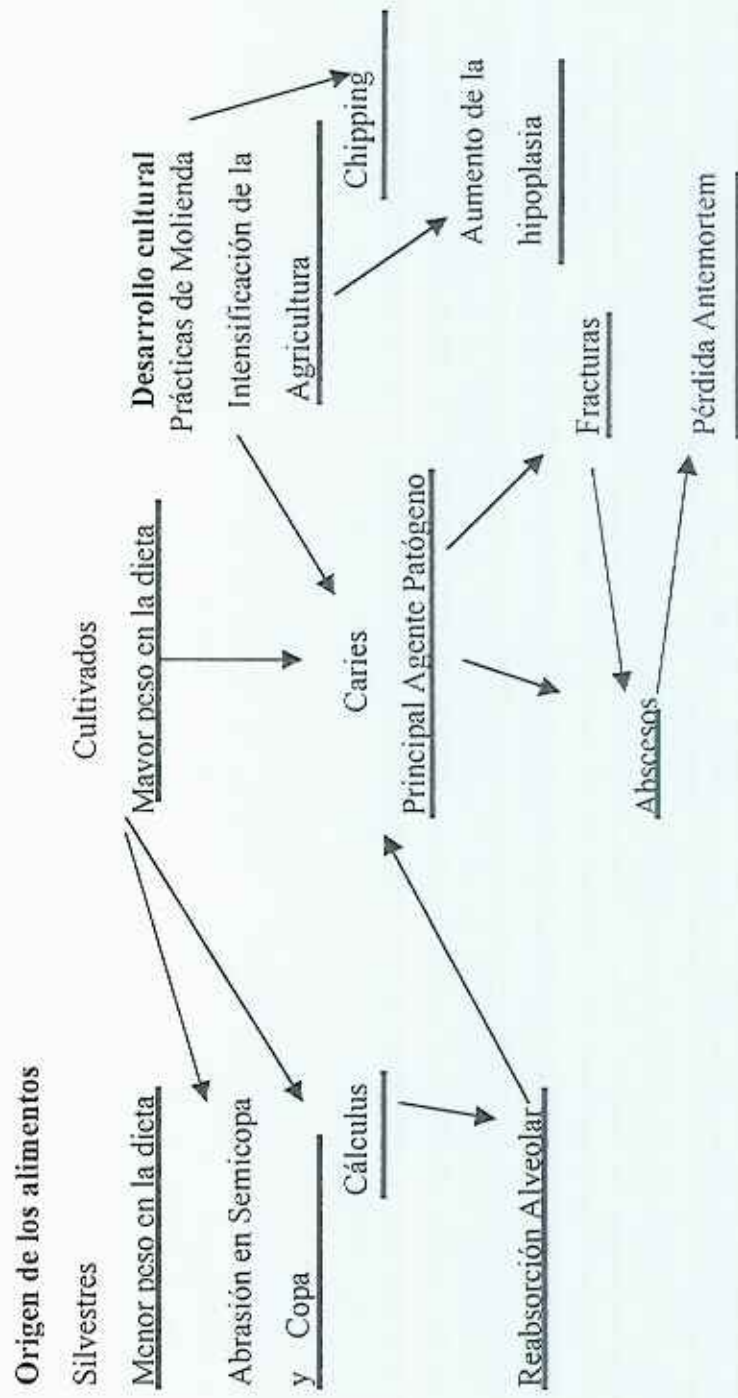 Origen de los alimentos
Silvestres
Cultivados
Menor peso en la dieta
Mayor peso en la dieta
Desarrollo cultural
Prácticas de Molienda
Abrasión en Semicopa
Intensificación de la
y Copa
Agricultura
Cálculus
Caries
Chipping
Principal Agente Patógeno
Aumento de la
hipoplasia
Reabsorción Alveolar
Fracturas
Abscesos
Pérdida Antemortem